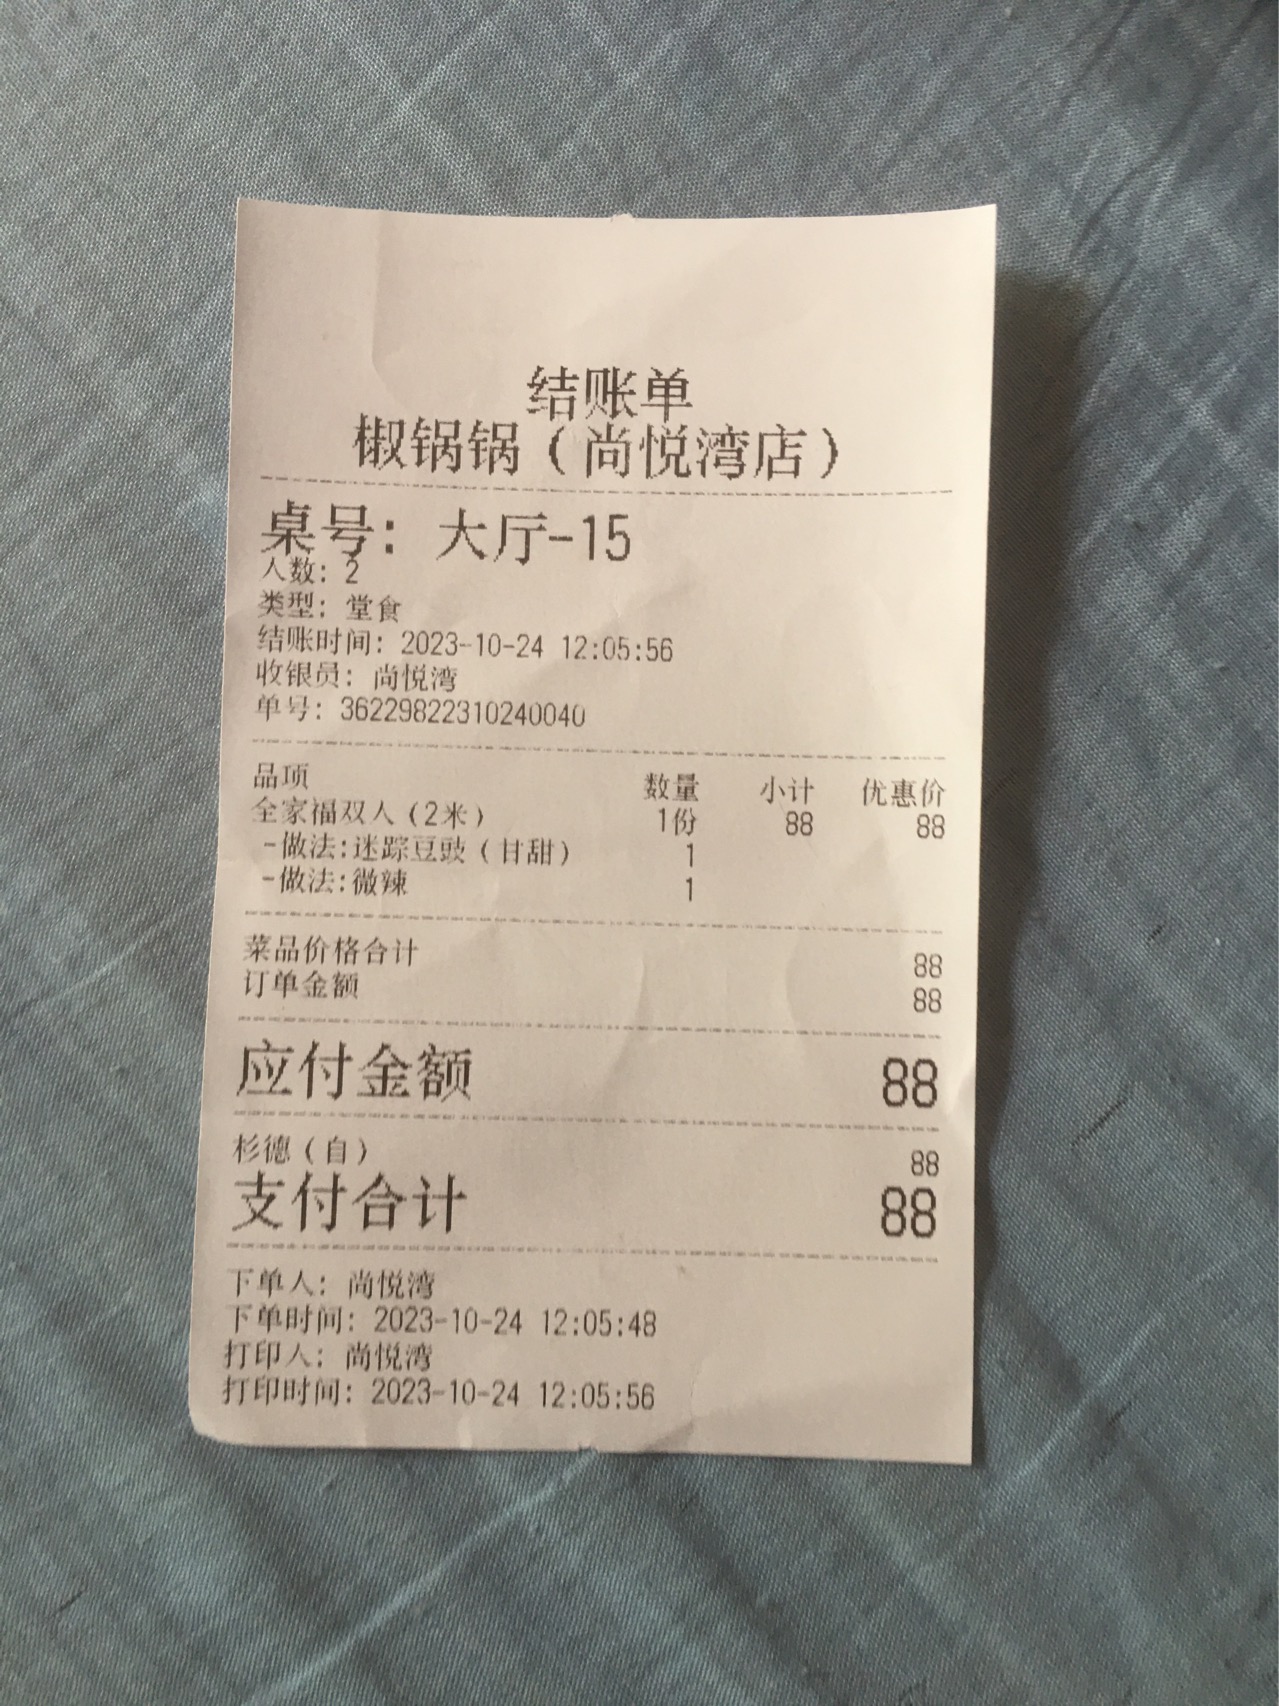 结账单
椒锅锅（尚悦湾店）
桌号：大厅-15
人数：2
类型：堂食
结账时间：2023-10-24 12:05:56
收银员：尚悦湾
单号：36229822310240040
品项 数量 小计 优惠价
全家福双人（2米） 1份 88 88
-做法:迷踪豆豉（甘甜） 1
-做法:微辣 1
菜品价格合计 88
订单金额 88
应付金额 88
杉德（自） 88
支付合计 88
下单人：尚悦湾
下单时间：2023-10-24 12:05:48
打印人：尚悦湾
打印时间：2023-10-24 12:05:56